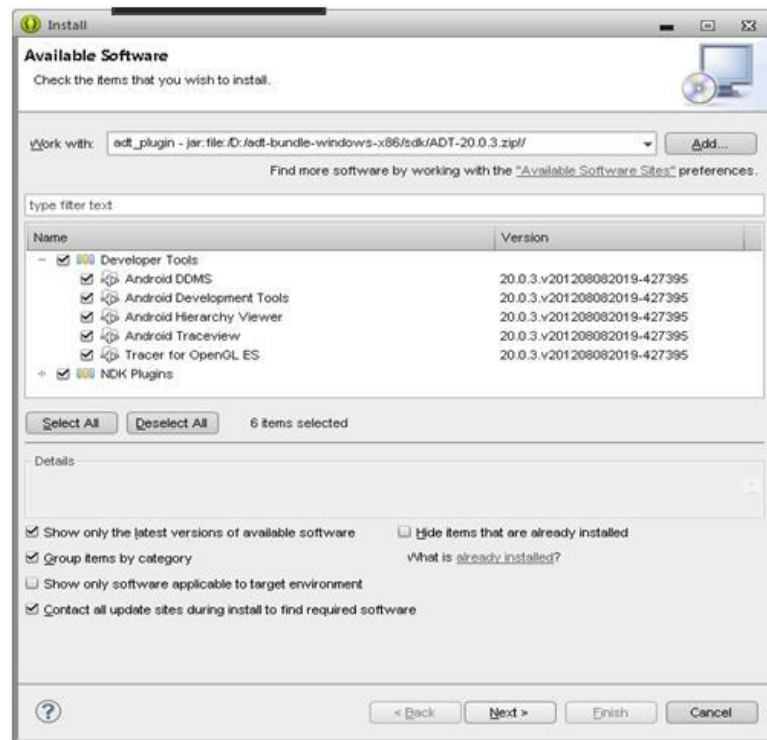 Install
Available Software
Check the items that you wish to install.
Work with: adt_plugin - jar:file:/D:/adt-bundle-windows-x86/sdk/ADT-20.0.3.zip!/ Add...
Find more software by working with the "Available Software Sites" preferences.
type filter text
Name Version
Developer Tools
Android DDMS 20.0.3.v201208082019-427395
Android Development Tools 20.0.3.v201208082019-427395
Android Hierarchy Viewer 20.0.3.v201208082019-427395
Android Traceview 20.0.3.v201208082019-427395
Tracer for OpenGL ES 20.0.3.v201208082019-427395
NDK Plugins
Select All Deselect All 6 items selected
Details
Show only the latest versions of available software Hide items that are already installed
Group items by category What is already installed?
Show only software applicable to target environment
Contact all update sites during install to find required software
? < Back Next > Finish Cancel